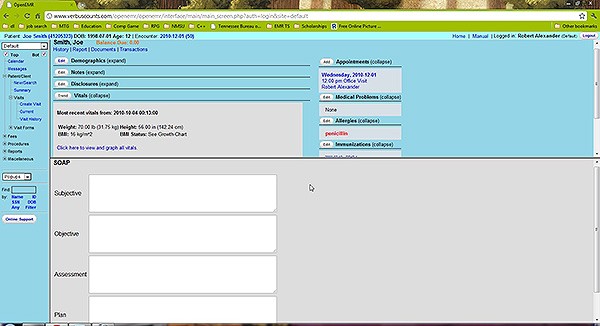 OpenEMR
www.verbuscounts.com/openemr/openemr/interface/main/main_screen.php?auth=login&site=default
job search MTG Education Comp Game RPG NMSU C++ Tennessee Bureau o... EMR TS Scholarships Free Online Picture ... Other bookmarks
Patient: Joe Smith DOB: 1998-07-01 Age: 12 | Encounter: 2010-12-01 (59) Home | Manual | Logged in: Robert Alexander (Default) Logout
Default
Top Bot
Calendar
Messages
Patient/Client
New/Search
Summary
Visits
Create Visit
Current
Visit History
Visit Forms
Fees
Procedures
Reports
Miscellaneous
Popups
Find
by: Name ID
SSN DOB
Any Filter
Online Support
Smith, Joe Balance Due: 0.00
History | Report | Documents | Transactions
Edit Demographics (expand)
Edit Notes (expand)
Edit Disclosures (expand)
Trend Vitals (collapse)
Most recent vitals from: 2010-10-04 00:13:00
Weight: 70.00 lb (31.75 kg) Height: 56.00 in (142.24 cm)
BMI: 16 kg/m^2 BMI Status: See Growth Chart
Click here to view and graph all vitals.
Add Appointments (collapse)
Wednesday, 2010-12-01
12:00 pm Office Visit
Robert Alexander
Edit Medical Problems (collapse)
None
Edit Allergies (collapse)
penicillin
Edit Immunizations (collapse)
SOAP
Subjective
Objective
Assessment
Plan